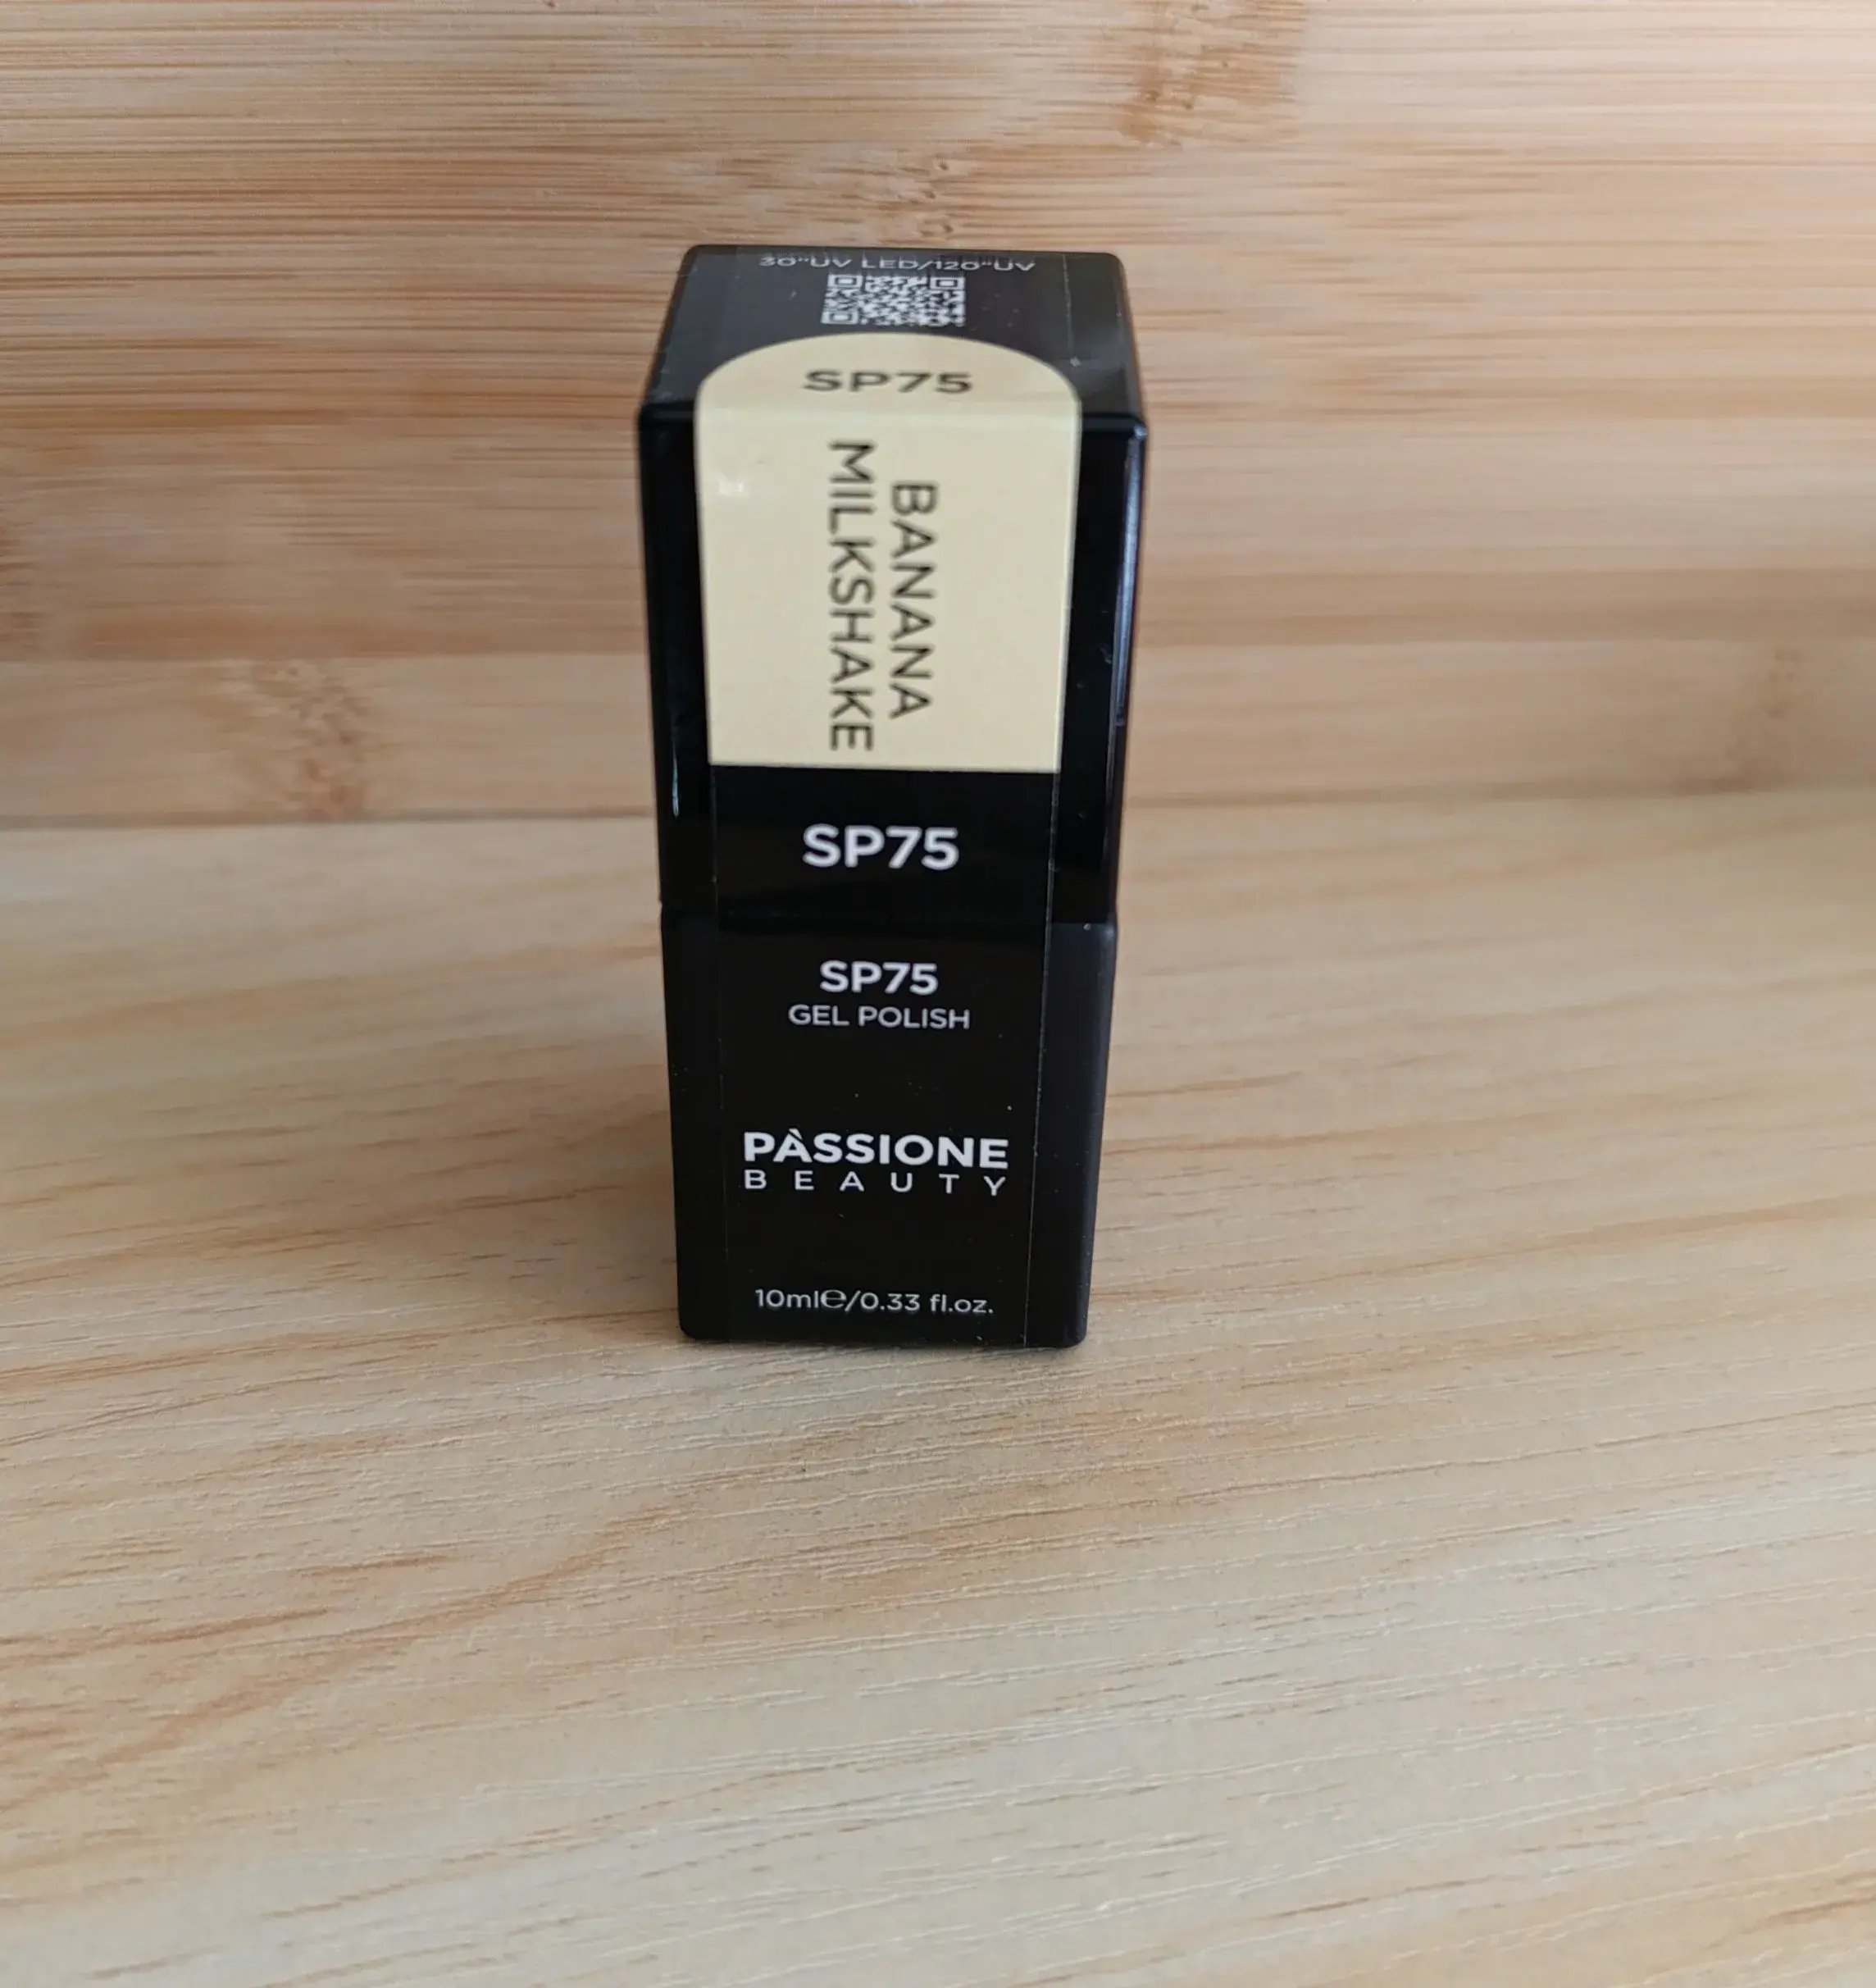 30"UV LED/120"UV
SP75
BANANA
MILKSHAKE
SP75
SP75
GEL POLISH
PÀSSIONE
BEAUTY
10ml℮/0.33 fl.oz.